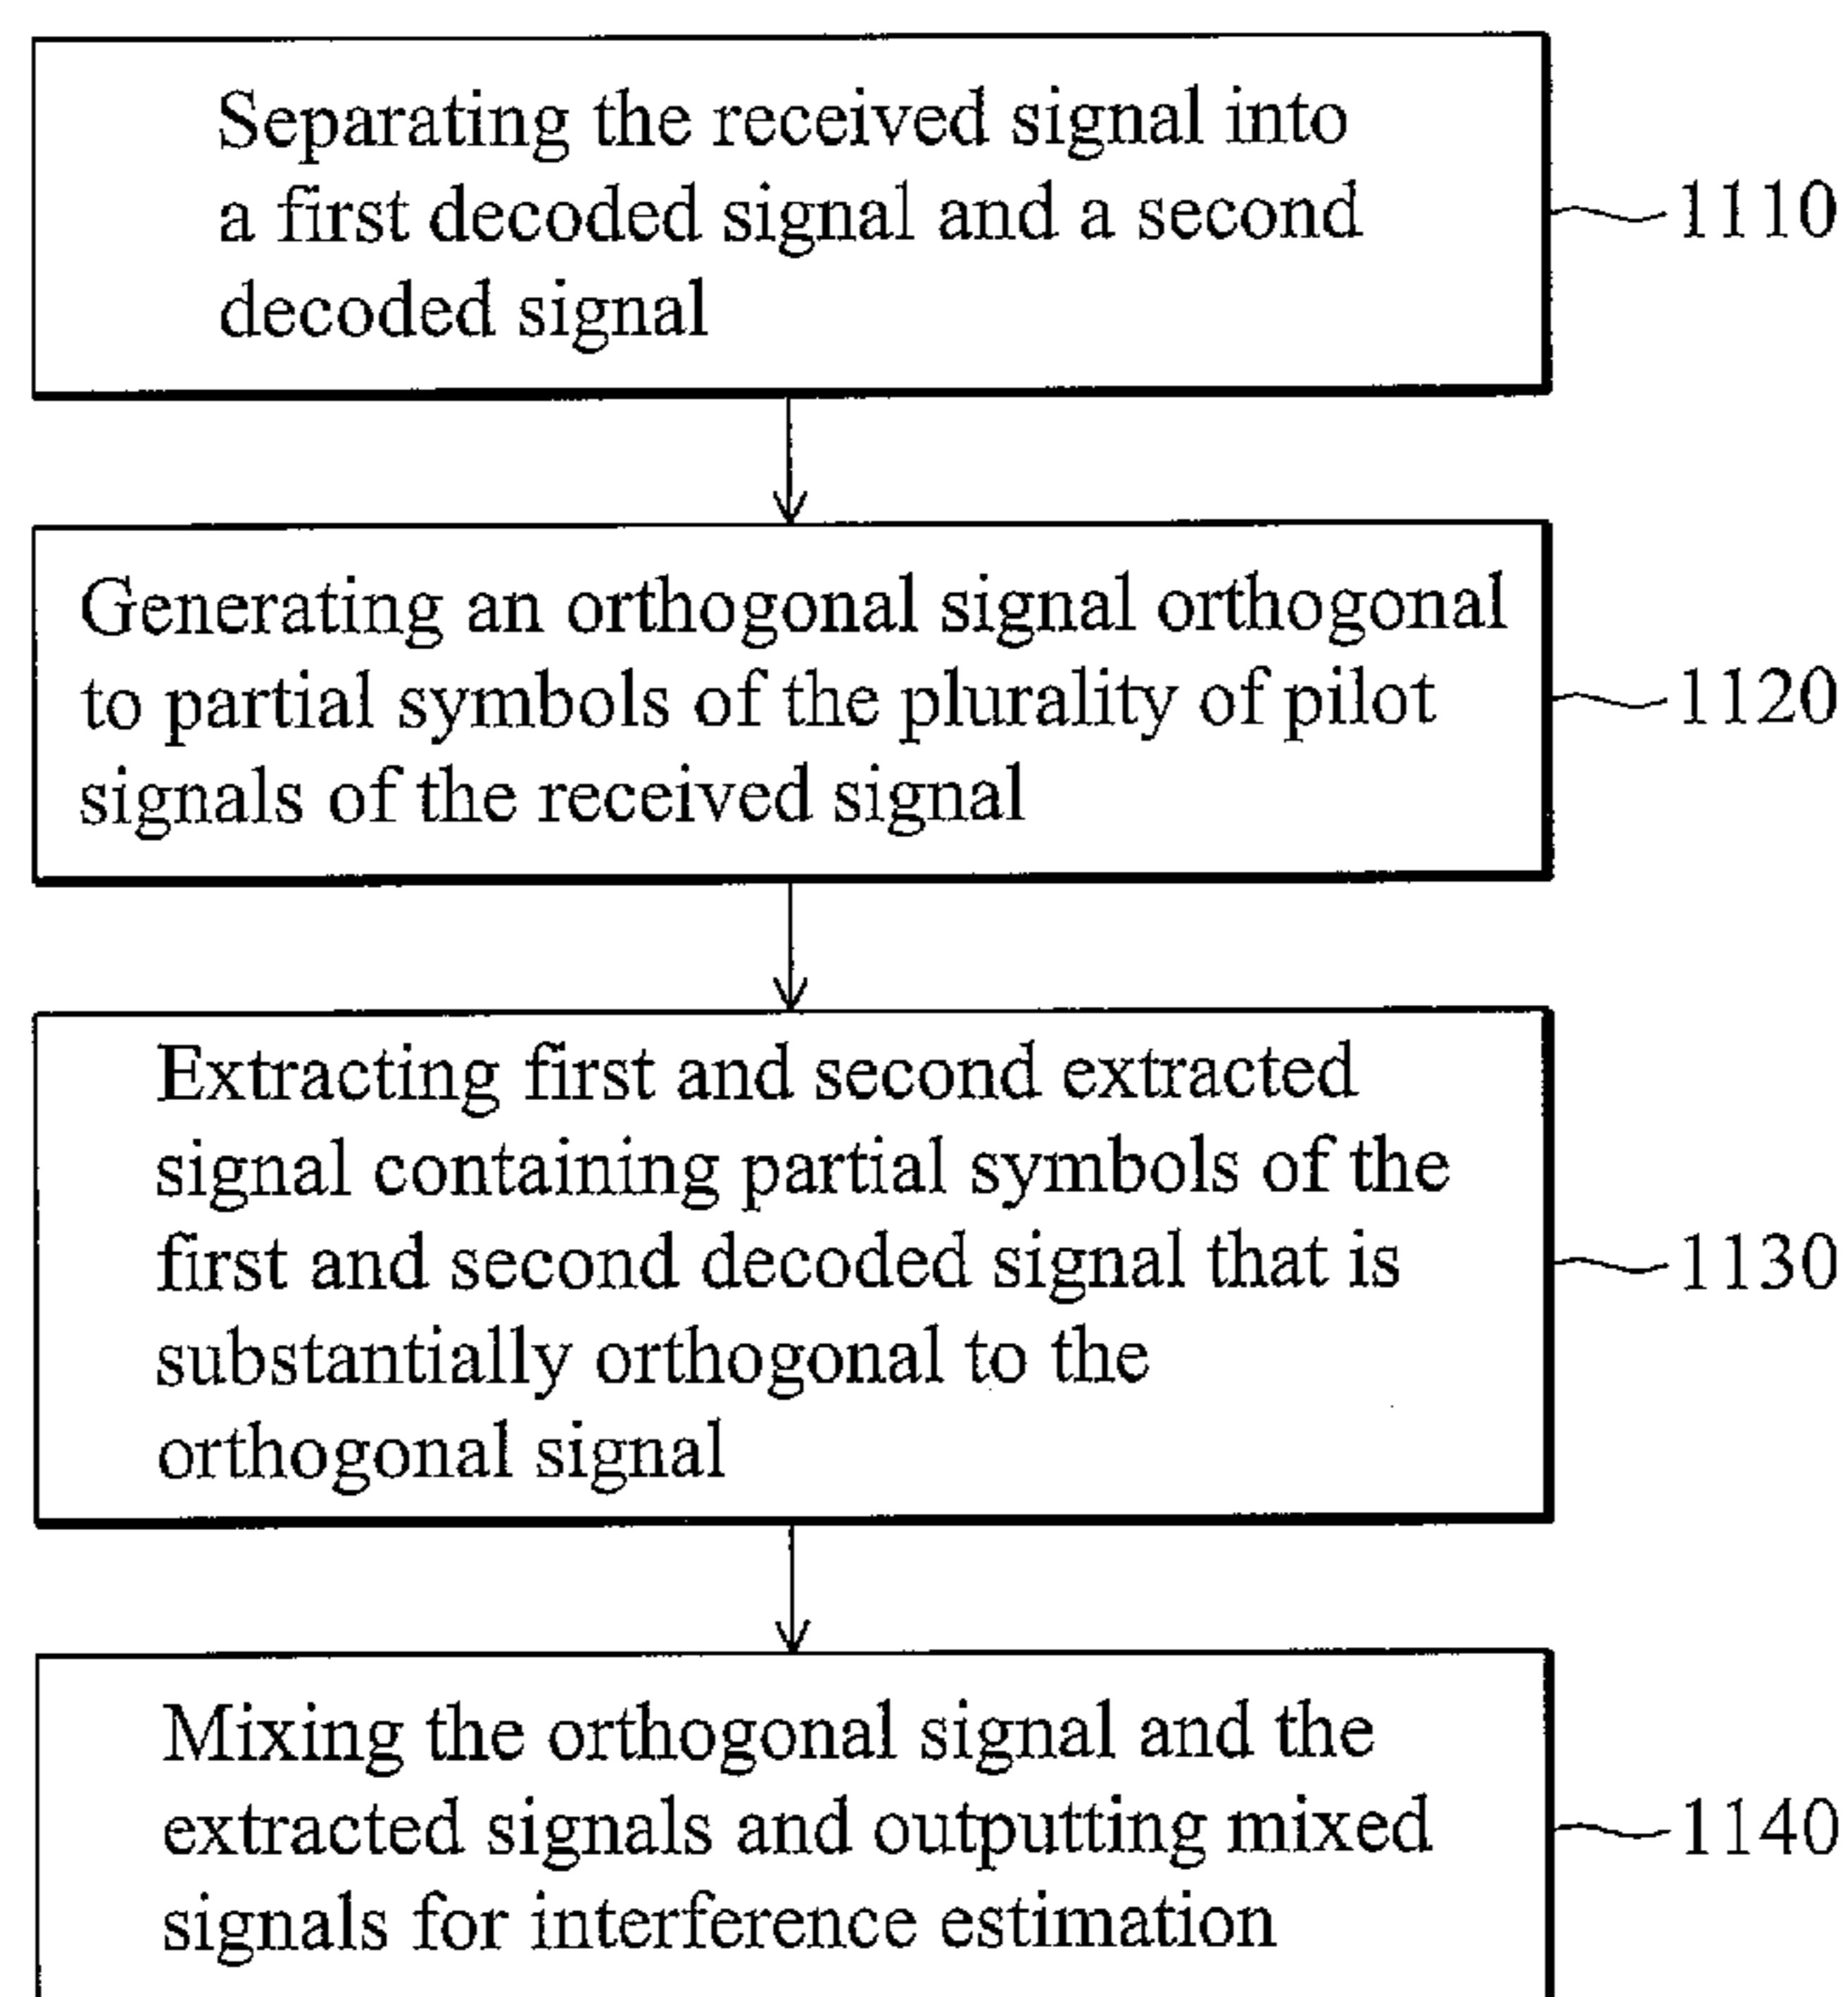 Separating the received signal into
a first decoded signal and a second
decoded signal
1110
Generating an orthogonal signal orthogonal
to partial symbols of the plurality of pilot
signals of the received signal
1120
Extracting first and second extracted
signal containing partial symbols of the
first and second decoded signal that is
substantially orthogonal to the
orthogonal signal
1130
Mixing the orthogonal signal and the
extracted signals and outputting mixed
signals for interference estimation
1140